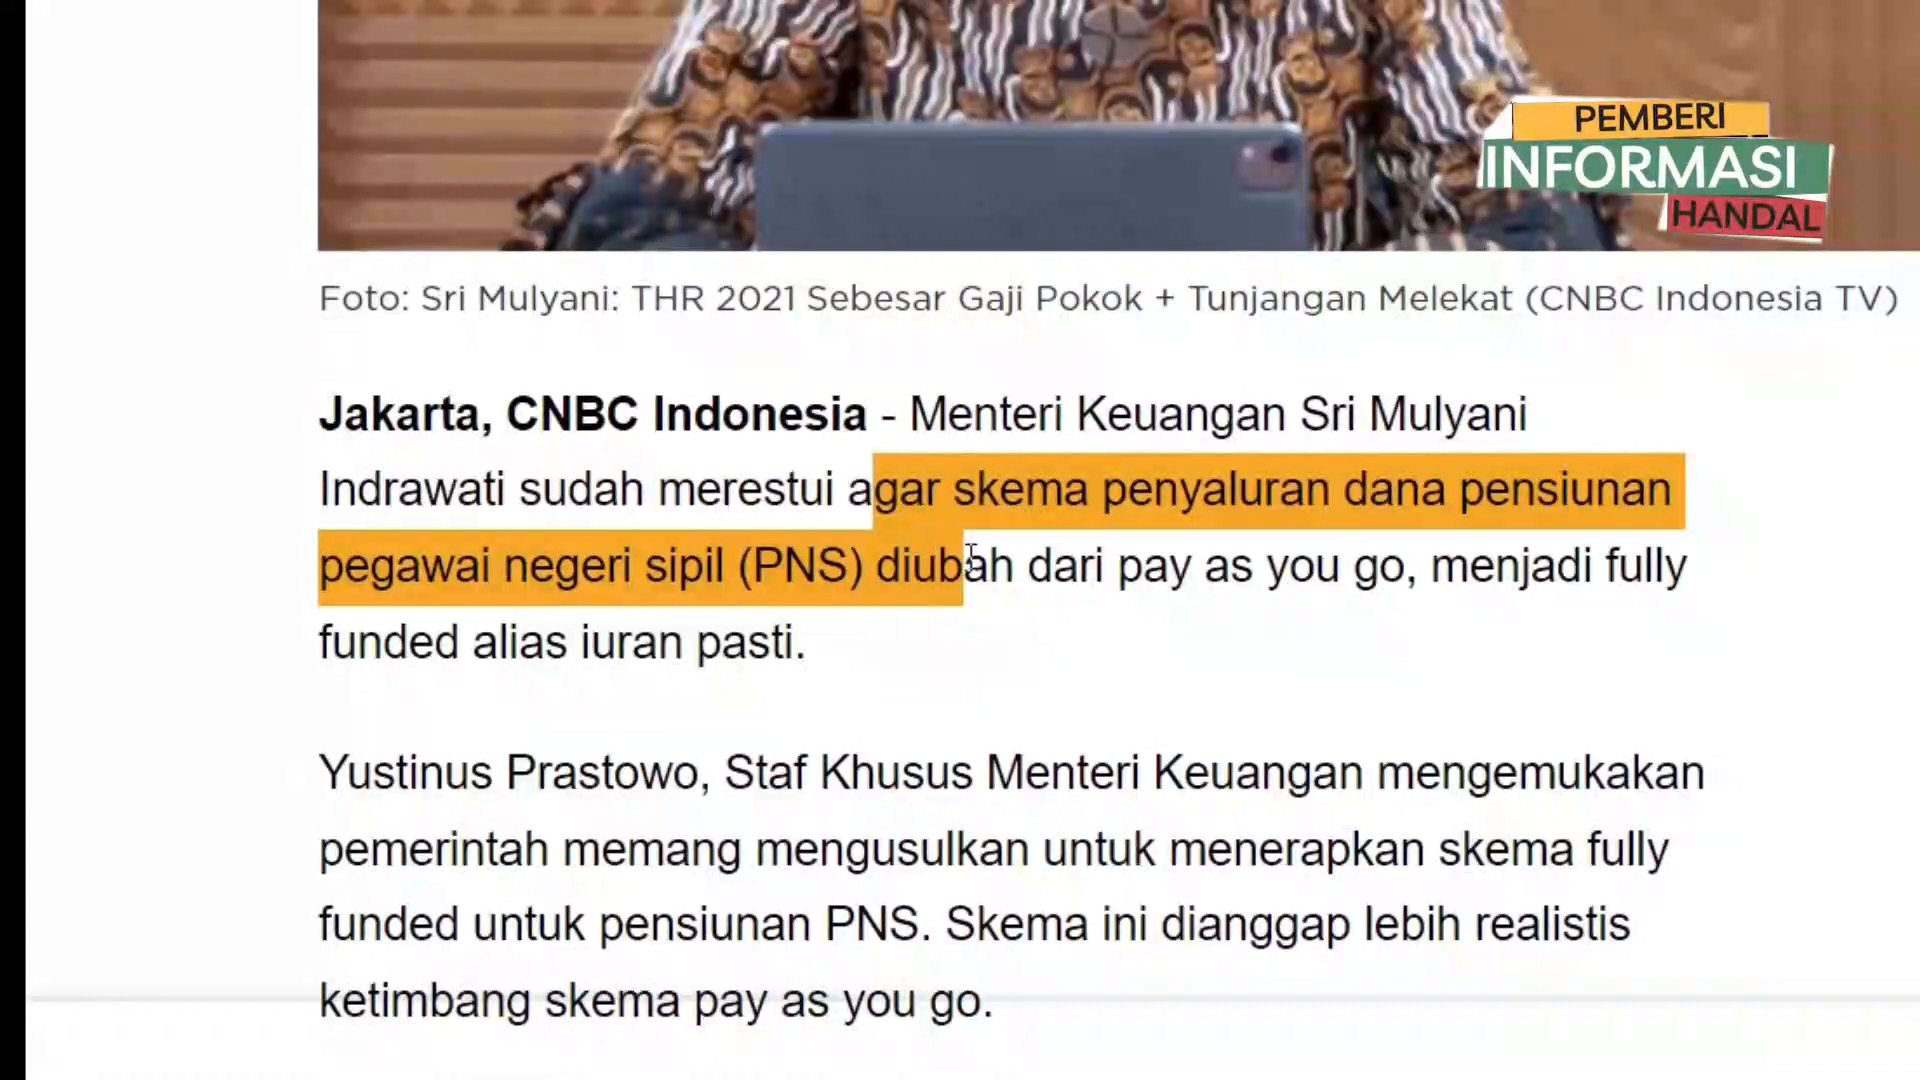 PEMBERI
INFORMASI
HANDAL
Foto: Sri Mulyani: THR 2021 Sebesar Gaji Pokok + Tunjangan Melekat (CNBC Indonesia TV)
Jakarta, CNBC Indonesia - Menteri Keuangan Sri Mulyani
Indrawati sudah merestui agar skema penyaluran dana pensiunan
pegawai negeri sipil (PNS) diubah dari pay as you go, menjadi fully
funded alias iuran pasti.
Yustinus Prastowo, Staf Khusus Menteri Keuangan mengemukakan
pemerintah memang mengusulkan untuk menerapkan skema fully
funded untuk pensiunan PNS. Skema ini dianggap lebih realistis
ketimbang skema pay as you go.